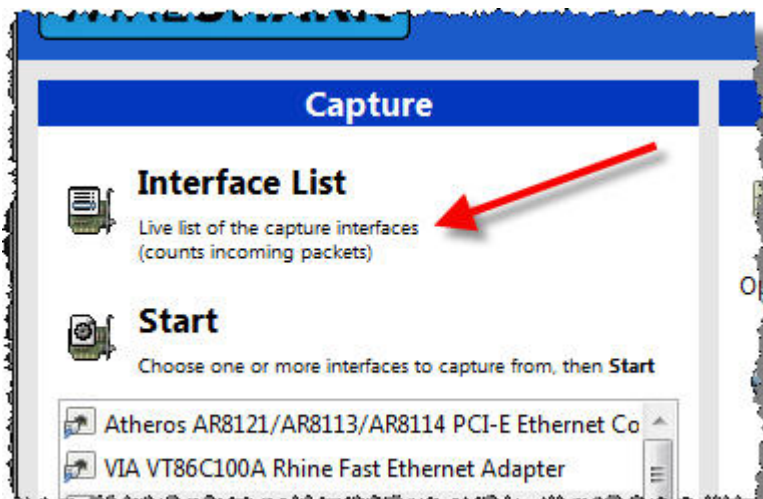 Capture
Interface List
Live list of the capture interfaces
(counts incoming packets)
Start
Choose one or more interfaces to capture from, then Start
Atheros AR8121/AR8113/AR8114 PCI-E Ethernet Co
VIA VT86C100A Rhine Fast Ethernet Adapter